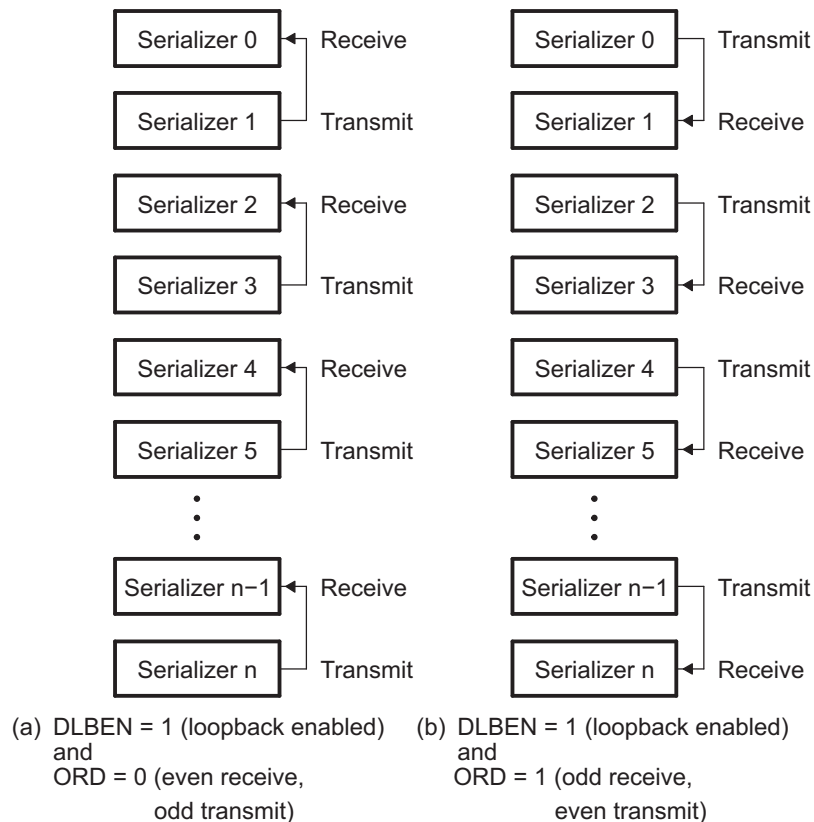 Serializer 0 Receive
Serializer 1 Transmit
Serializer 2 Receive
Serializer 3 Transmit
Serializer 4 Receive
Serializer 5 Transmit
Serializer n−1 Receive
Serializer n Transmit
(a) DLBEN = 1 (loopback enabled)
and
ORD = 0 (even receive,
odd transmit)
Serializer 0 Transmit
Serializer 1 Receive
Serializer 2 Transmit
Serializer 3 Receive
Serializer 4 Transmit
Serializer 5 Receive
Serializer n−1 Transmit
Serializer n Receive
(b) DLBEN = 1 (loopback enabled)
and
ORD = 1 (odd receive,
even transmit)